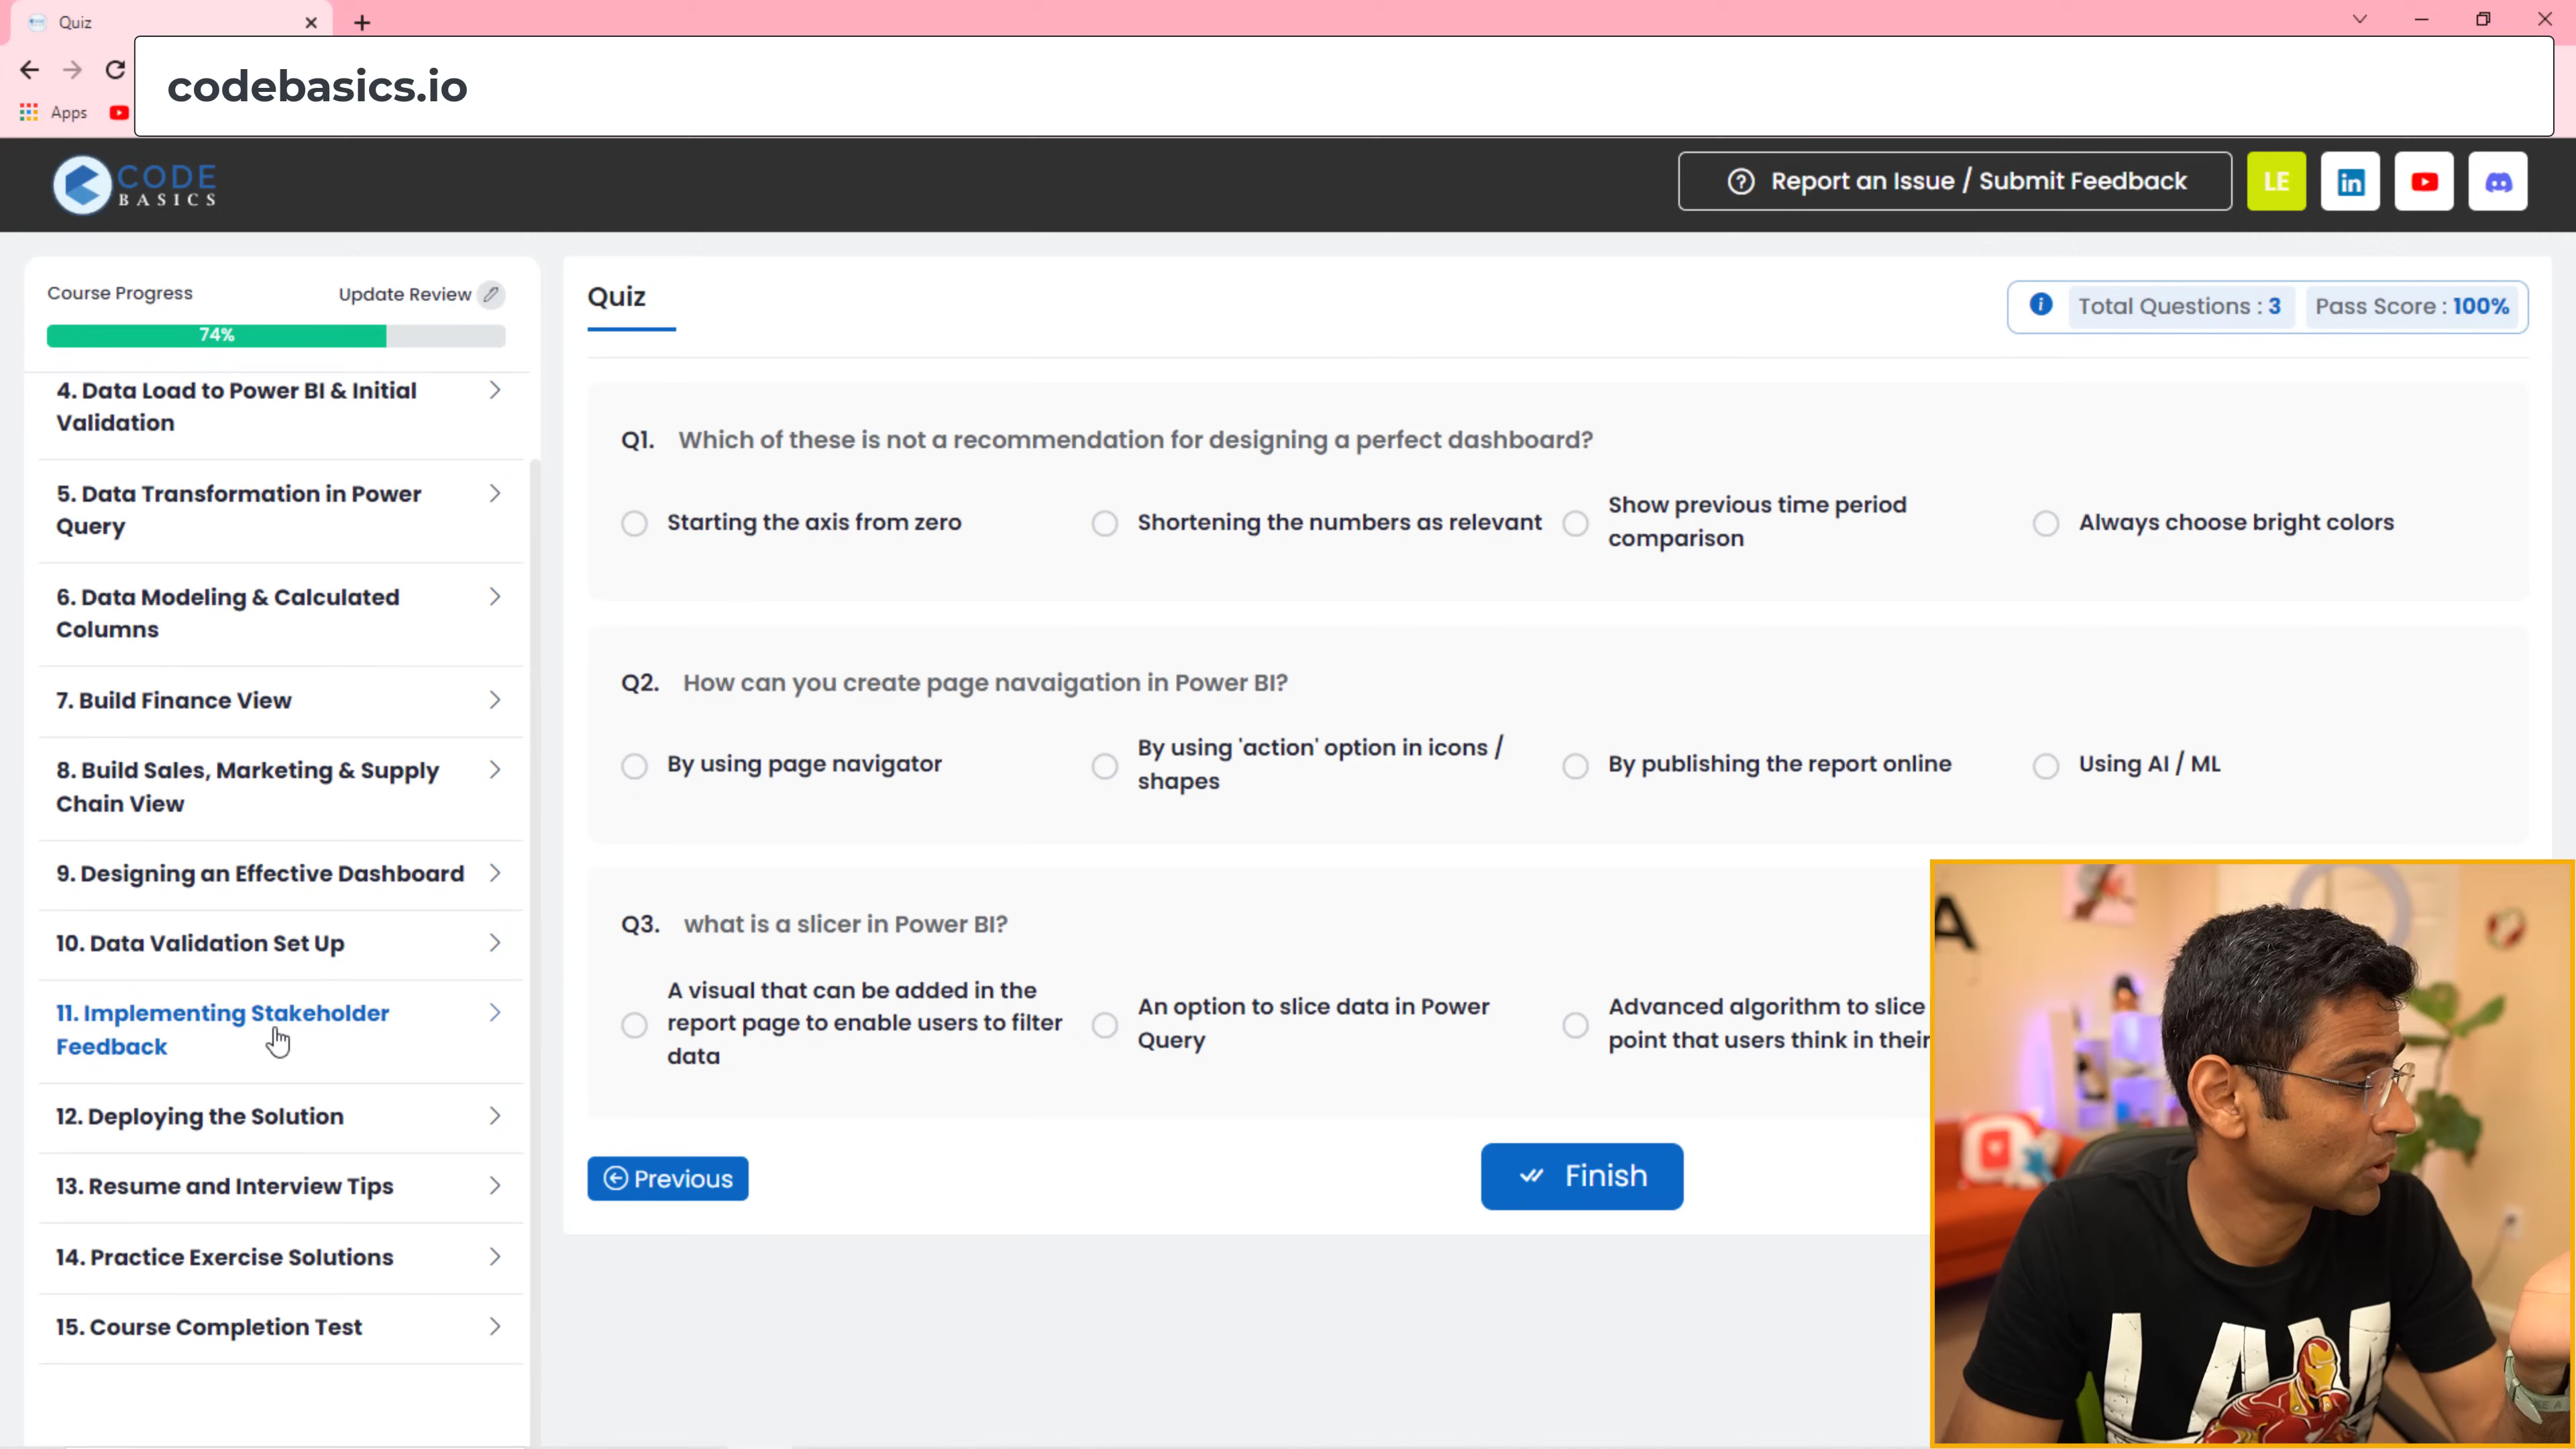 Quiz
codebasics.io
Apps
CODE
BASICS
Report an Issue / Submit Feedback
LE
in
Course Progress
Update Review
74%
4. Data Load to Power BI & Initial
Validation
5. Data Transformation in Power
Query
6. Data Modeling & Calculated
Columns
7. Build Finance View
8. Build Sales, Marketing & Supply
Chain View
9. Designing an Effective Dashboard
10. Data Validation Set Up
11. Implementing Stakeholder
Feedback
12. Deploying the Solution
13. Resume and Interview Tips
14. Practice Exercise Solutions
15. Course Completion Test
Quiz
Total Questions : 3
Pass Score : 100%
Q1. Which of these is not a recommendation for designing a perfect dashboard?
Starting the axis from zero
Shortening the numbers as relevant
Show previous time period
comparison
Always choose bright colors
Q2. How can you create page navaigation in Power BI?
By using page navigator
By using 'action' option in icons /
shapes
By publishing the report online
Using AI / ML
Q3. what is a slicer in Power BI?
A visual that can be added in the
report page to enable users to filter
data
An option to slice data in Power
Query
Advanced algorithm to slice
point that users think in their
Previous
Finish
A